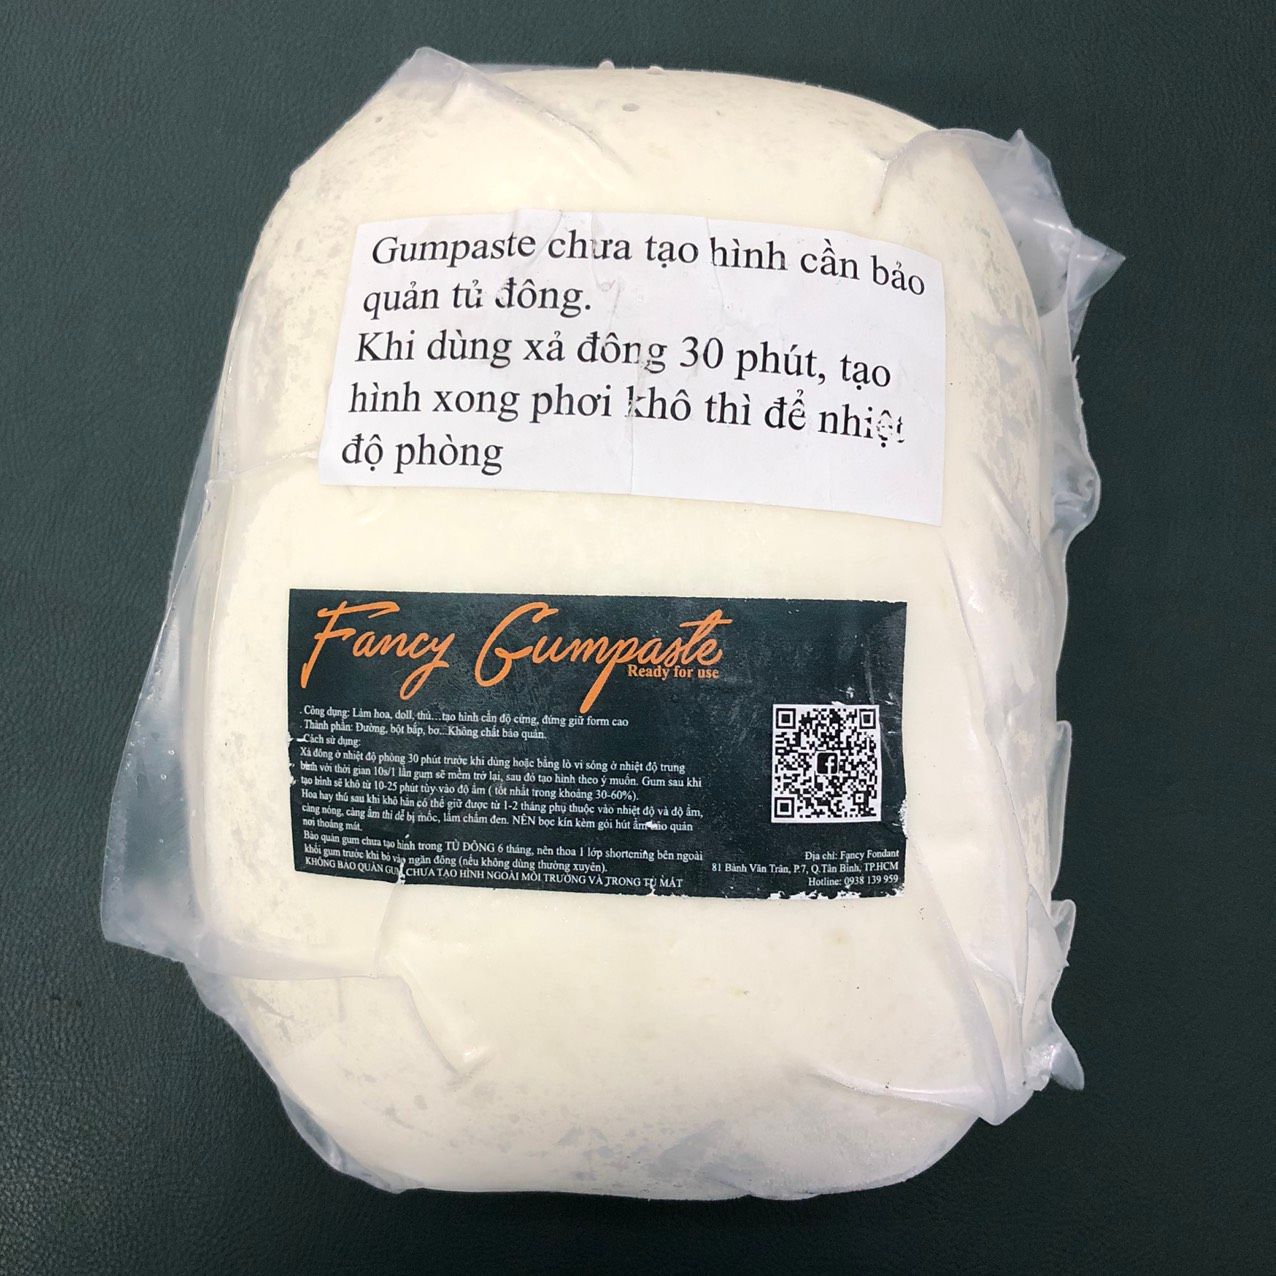 Gumpaste chưa tạo hình cần bảo
quản tủ đông.
Khi dùng xả đông 30 phút, tạo
hình xong phơi khô thì để nhiệt
độ phòng
Fancy Gumpaste
Ready for use
. Công dụng: Làm hoa, doll, thú...tạo hình cần độ cứng, đứng giữ form cao
. Thành phần: Đường, bột bắp, bơ...Không chất bảo quản.
. Cách sử dụng:
Xả đông ở nhiệt độ phòng 30 phút trước khi dùng hoặc bằng lò vi sóng ở nhiệt độ trung
bình với thời gian 10s/1 lần gum sẽ mềm trở lại, sau đó tạo hình theo ý muốn. Gum sau khi
tạo hình sẽ khô từ 10-25 phút tùy vào độ ẩm ( tốt nhất trong khoảng 30-60%).
Hoa hay thú sau khi khô hẳn có thể giữ được từ 1-2 tháng phụ thuộc vào nhiệt độ và độ ẩm,
càng nóng, càng ẩm thì dễ bị mốc, lấm chấm đen. NÊN bọc kín kèm gói hút ẩm bảo quản
nơi thoáng mát.
Bảo quản gum chưa tạo hình trong TỦ ĐÔNG 6 tháng, nên thoa 1 lớp shortening bên ngoài
khối gum trước khi bỏ vào ngăn đông (nếu không dùng thường xuyên).
KHÔNG BẢO QUẢN GUM CHƯA TẠO HÌNH NGOÀI MÔI TRƯỜNG VÀ TRONG TỦ MÁT
Địa chỉ: Fancy Fondant
81 Bành Văn Trân, P.7, Q.Tân Bình, TP.HCM
Hotline: 0938 139 959